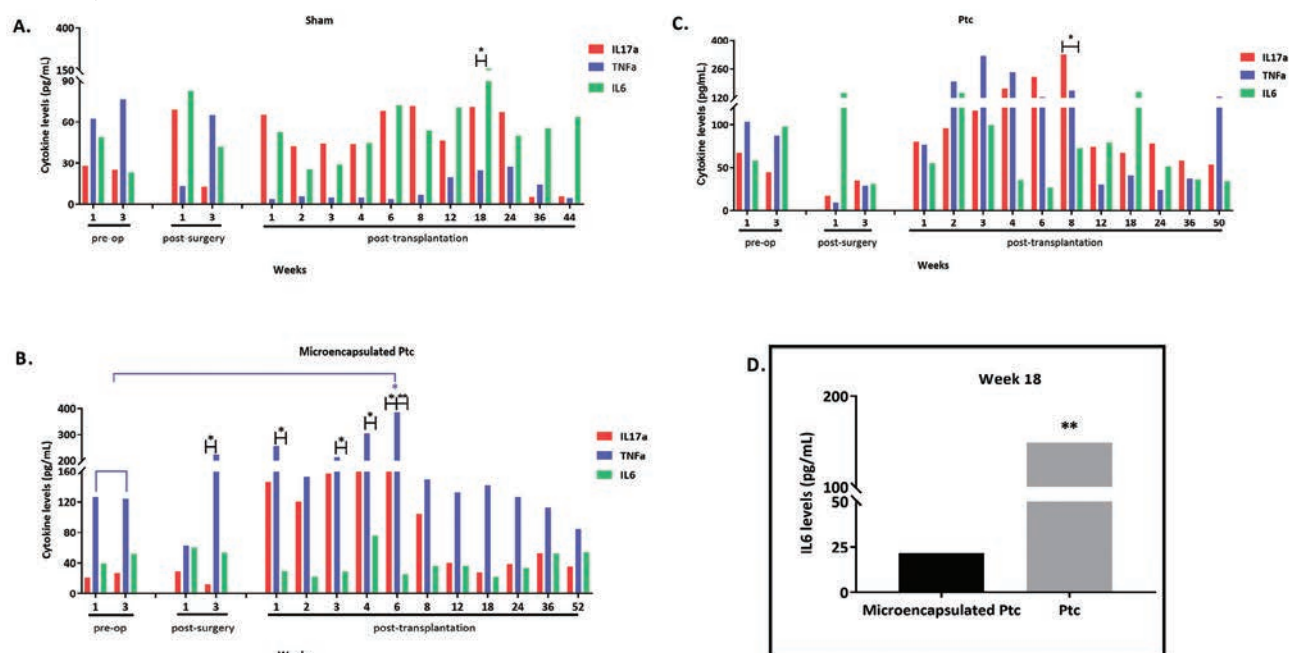 A.
Sham
Cytokine levels (pg/mL)
400
150
90
60
30
0
*
IL17a
TNFa
IL6
1 3 1 3 1 2 3 4 6 8 12 18 24 36 44
pre-op post-surgery post-transplantation
Weeks
C.
Ptc
Cytokine levels (pg/mL)
400
260
120
100
50
0
*
IL17a
TNFa
IL6
1 3 1 3 1 2 3 4 6 8 12 18 24 36 50
pre-op post-surgery post-transplantation
Weeks
B.
Microencapsulated Ptc
Cytokine levels (pg/mL)
400
300
200
160
120
80
40
0
*
* **
* * * *
IL17a
TNFa
IL6
1 3 1 3 1 2 3 4 6 8 12 18 24 36 52
pre-op post-surgery post-transplantation
D.
Week 18
IL6 levels (pg/mL)
200
100
50
25
0
**
Microencapsulated Ptc Ptc